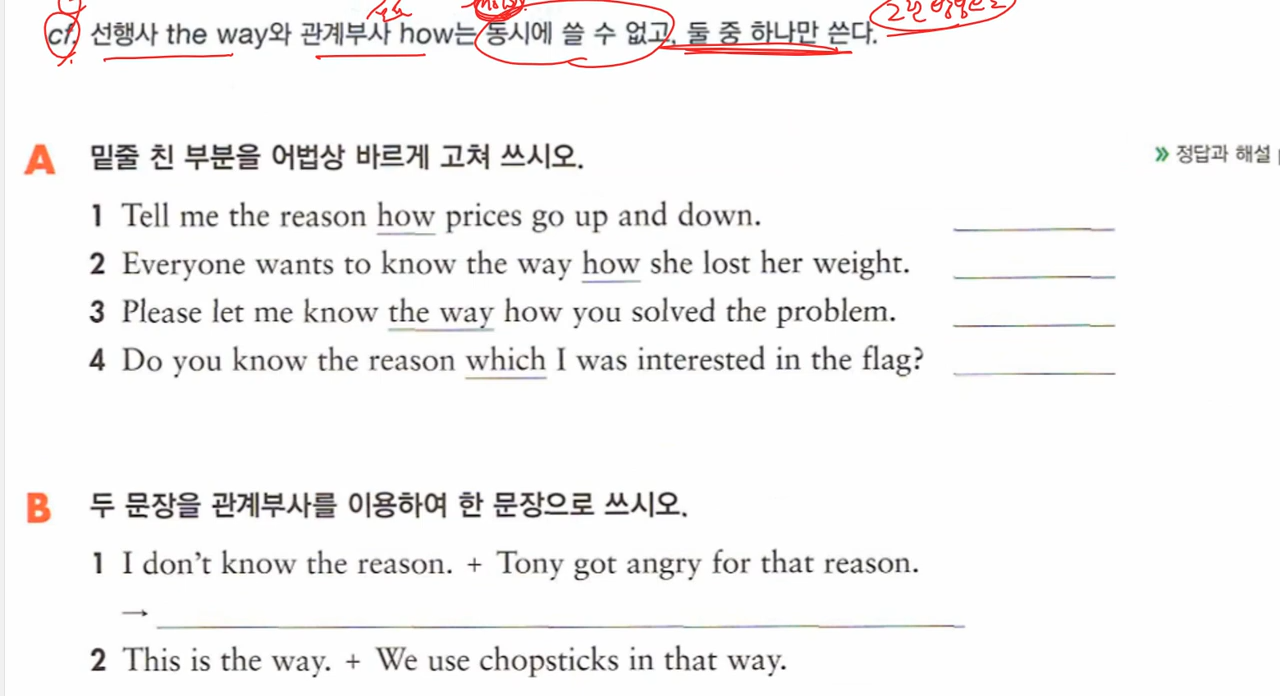 cf. 선행사 the way와 관계부사 how는 동시에 쓸 수 없고, 둘 중 하나만 쓴다.
A 밑줄 친 부분을 어법상 바르게 고쳐 쓰시오.
» 정답과 해설
1 Tell me the reason how prices go up and down.
2 Everyone wants to know the way how she lost her weight.
3 Please let me know the way how you solved the problem.
4 Do you know the reason which I was interested in the flag?
B 두 문장을 관계부사를 이용하여 한 문장으로 쓰시오.
1 I don't know the reason. + Tony got angry for that reason.
→
2 This is the way. + We use chopsticks in that way.